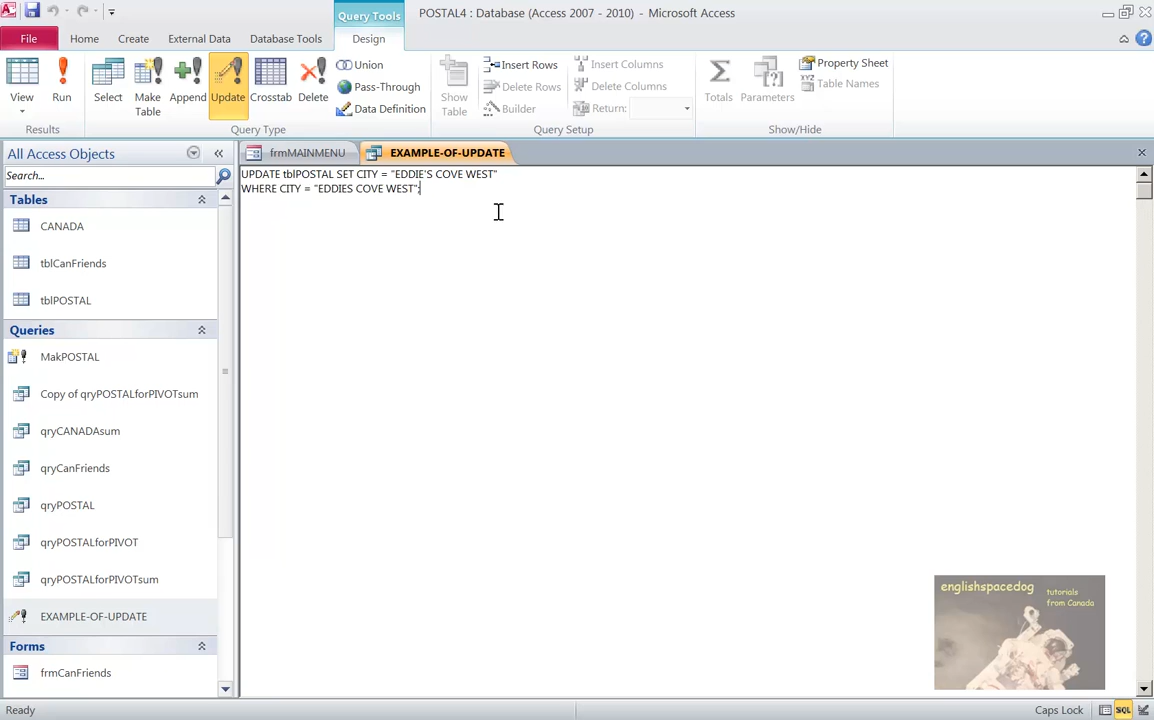 Query Tools
POSTAL4 : Database (Access 2007 - 2010) - Microsoft Access
File
Home
Create
External Data
Database Tools
Design
View
Run
Select
Make Table
Append
Update
Crosstab
Delete
Union
Pass-Through
Data Definition
Show Table
Insert Rows
Delete Rows
Builder
Insert Columns
Delete Columns
Return:
Totals
Parameters
Property Sheet
Table Names
Results
Query Type
Query Setup
Show/Hide
All Access Objects
Search...
Tables
CANADA
tblCanFriends
tblPOSTAL
Queries
MakPOSTAL
Copy of qryPOSTALforPIVOTsum
qryCANADAsum
qryCanFriends
qryPOSTAL
qryPOSTALforPIVOT
qryPOSTALforPIVOTsum
EXAMPLE-OF-UPDATE
Forms
frmCanFriends
frmMAINMENU
EXAMPLE-OF-UPDATE
UPDATE tblPOSTAL SET CITY = "EDDIE'S COVE WEST"
WHERE CITY = "EDDIES COVE WEST";
englishspacedog
tutorials
from Canada
Ready
Caps Lock
SQL